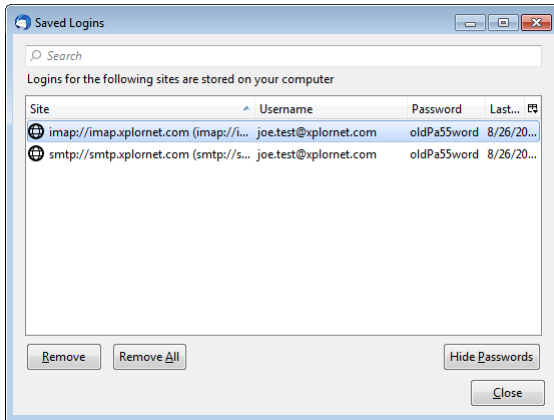 Saved Logins
Search
Logins for the following sites are stored on your computer
Site Username Password Last...
imap://imap.xplornet.com (imap://i... joe.test@xplornet.com oldPa55word 8/26/20...
smtp://smtp.xplornet.com (smtp://s... joe.test@xplornet.com oldPa55word 8/26/20...
Remove Remove All Hide Passwords
Close